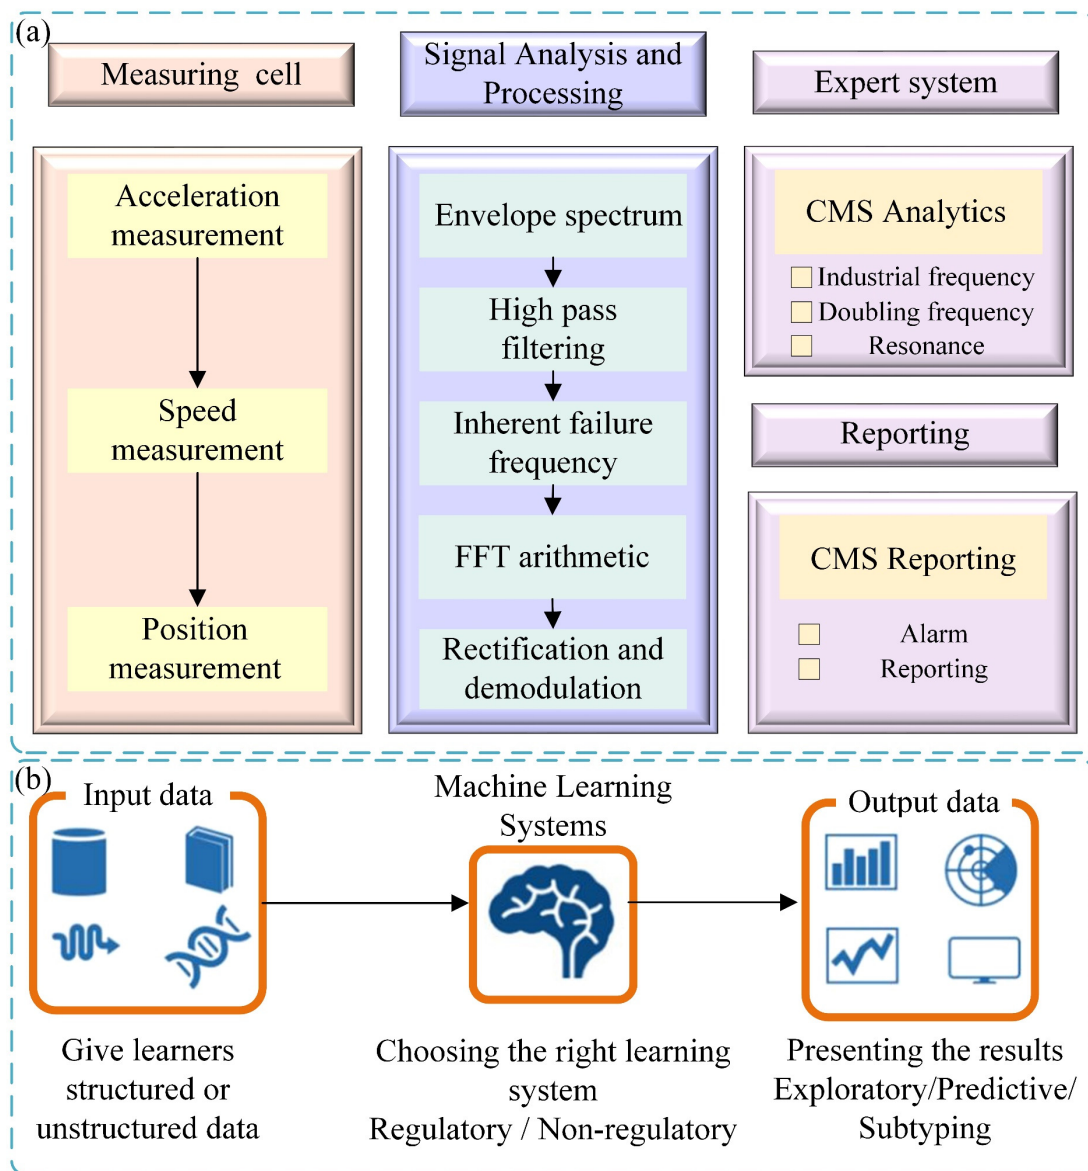 (a)
Measuring cell
Acceleration
measurement
Speed
measurement
Position
measurement
Signal Analysis and
Processing
Envelope spectrum
High pass
filtering
Inherent failure
frequency
FFT arithmetic
Rectification and
demodulation
Expert system
CMS Analytics
Industrial frequency
Doubling frequency
Resonance
Reporting
CMS Reporting
Alarm
Reporting
(b)
Input data
Give learners
structured or
unstructured data
Machine Learning
Systems
Choosing the right learning
system
Regulatory / Non-regulatory
Output data
Presenting the results
Exploratory/Predictive/
Subtyping